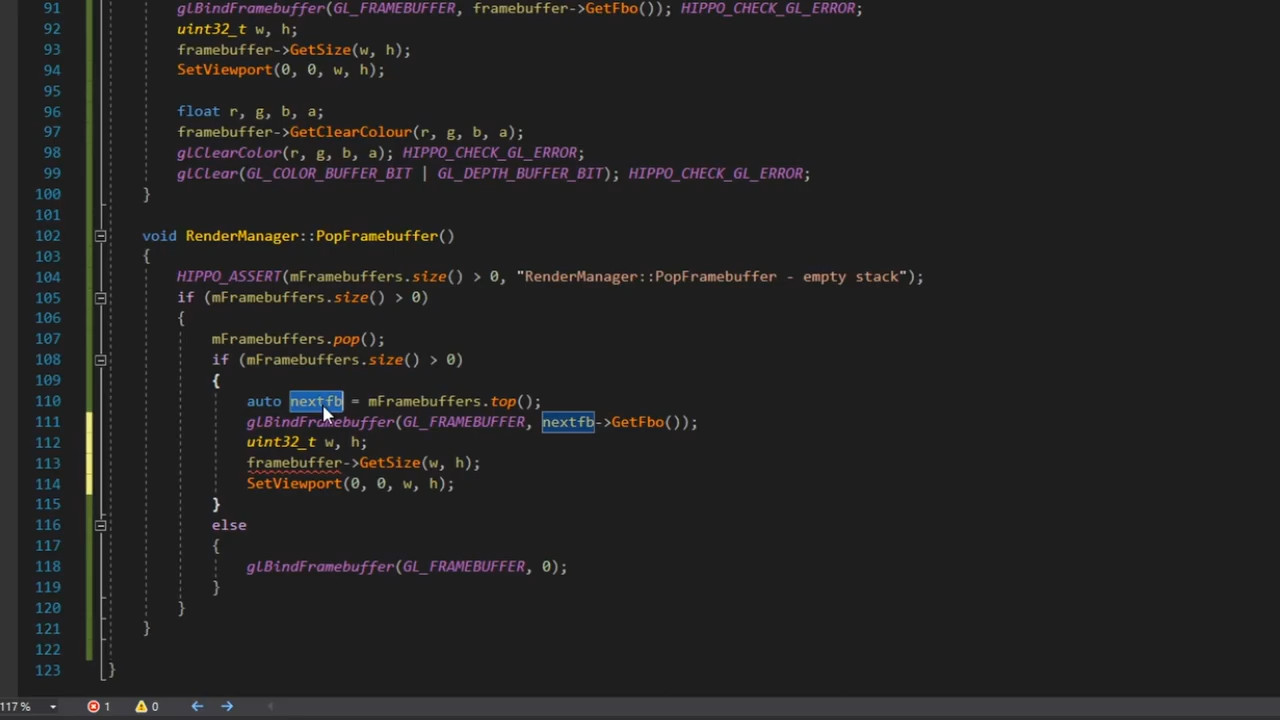 91 glBindFramebuffer(GL_FRAMEBUFFER, framebuffer->GetFbo()); HIPPO_CHECK_GL_ERROR;
92 uint32_t w, h;
93 framebuffer->GetSize(w, h);
94 SetViewport(0, 0, w, h);
95
96 float r, g, b, a;
97 framebuffer->GetClearColour(r, g, b, a);
98 glClearColor(r, g, b, a); HIPPO_CHECK_GL_ERROR;
99 glClear(GL_COLOR_BUFFER_BIT | GL_DEPTH_BUFFER_BIT); HIPPO_CHECK_GL_ERROR;
100 }
101
102 void RenderManager::PopFramebuffer()
103 {
104 HIPPO_ASSERT(mFramebuffers.size() > 0, "RenderManager::PopFramebuffer - empty stack");
105 if (mFramebuffers.size() > 0)
106 {
107 mFramebuffers.pop();
108 if (mFramebuffers.size() > 0)
109 {
110 auto nextfb = mFramebuffers.top();
111 glBindFramebuffer(GL_FRAMEBUFFER, nextfb->GetFbo());
112 uint32_t w, h;
113 framebuffer->GetSize(w, h);
114 SetViewport(0, 0, w, h);
115 }
116 else
117 {
118 glBindFramebuffer(GL_FRAMEBUFFER, 0);
119 }
120 }
121 }
122
123 }
117 % 1 0